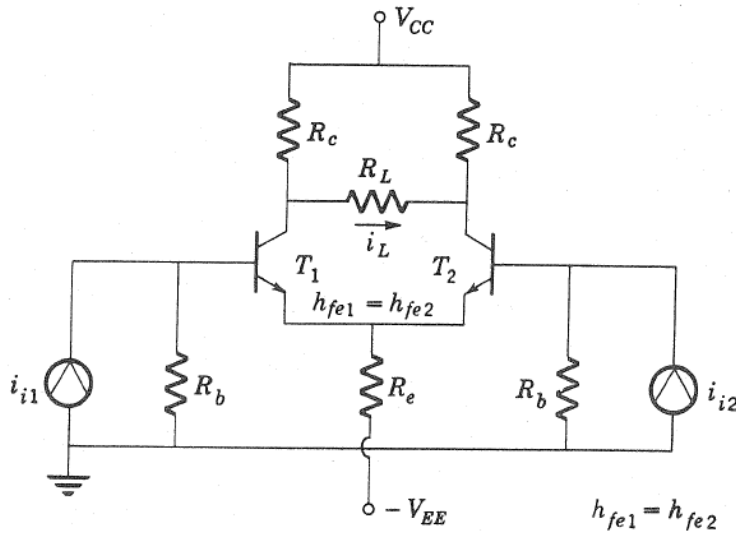 V_CC
R_c
R_c
R_L
i_L
T_1
T_2
h_fe1 = h_fe2
i_i1
R_b
R_e
R_b
i_i2
-V_EE
h_fe1 = h_fe2